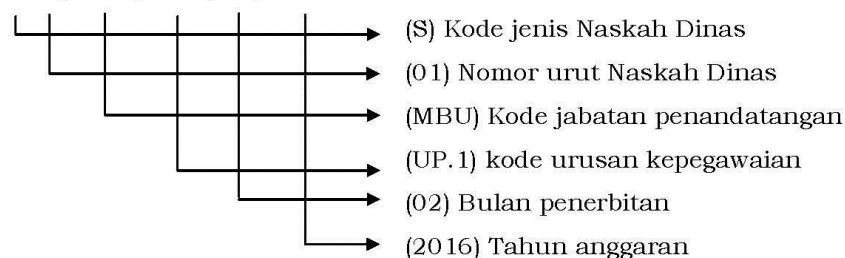 (S) Kode jenis Naskah Dinas
(01) Nomor urut Naskah Dinas
(MBU) Kode jabatan penandatangan
(UP.1) kode urusan kepegawaian
(02) Bulan penerbitan
(2016) Tahun anggaran